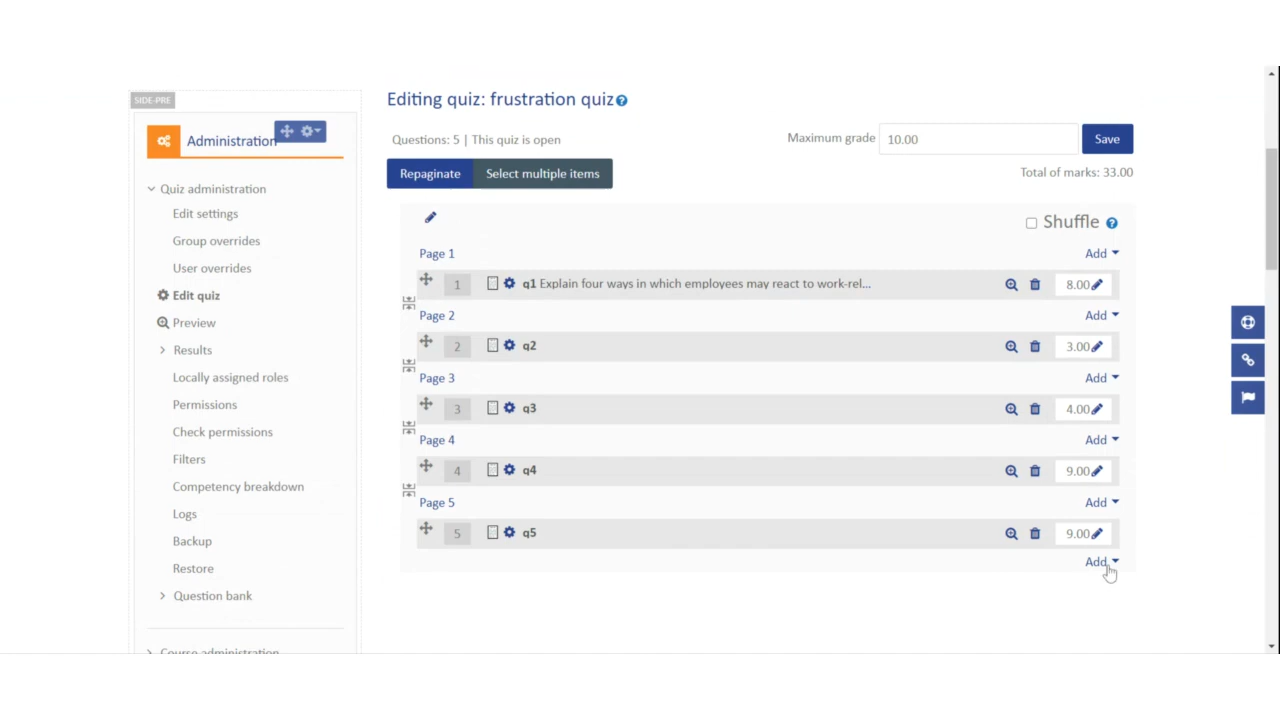 SIDE-PRE
Administration
Quiz administration
Edit settings
Group overrides
User overrides
Edit quiz
Preview
Results
Locally assigned roles
Permissions
Check permissions
Filters
Competency breakdown
Logs
Backup
Restore
Question bank
Course administration
Editing quiz: frustration quiz
Questions: 5 | This quiz is open
Maximum grade 10.00 Save
Repaginate Select multiple items
Total of marks: 33.00
Shuffle
Page 1 Add
1 q1 Explain four ways in which employees may react to work-rel... 8.00
Page 2 Add
2 q2 3.00
Page 3 Add
3 q3 4.00
Page 4 Add
4 q4 9.00
Page 5 Add
5 q5 9.00
Add